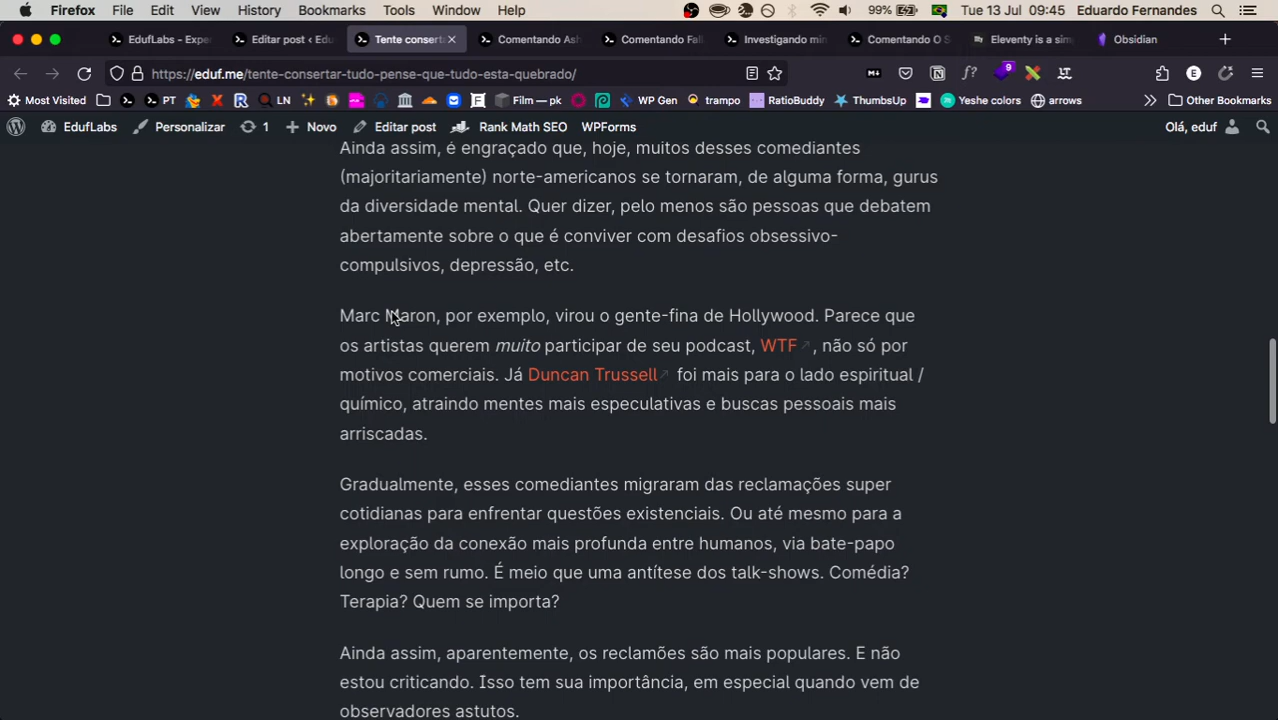 Firefox File Edit View History Bookmarks Tools Window Help 99% Tue 13 Jul 09:45 Eduardo Fernandes
EdufLabs - Expe Editar post ‹ Edu Tente conserta Comentando Ash Comentando Fall Investigando min Comentando O S Eleventy is a sim Obsidian
https://eduf.me/tente-consertar-tudo-pense-que-tudo-esta-quebrado/ 9 E
Most Visited PT LN Film — pk WP Gen trampo RatioBuddy ThumbsUp Yeshe colors arrows Other Bookmarks
EdufLabs Personalizar 1 Novo Editar post Rank Math SEO WPForms Olá, eduf
Ainda assim, é engraçado que, hoje, muitos desses comediantes
(majoritariamente) norte-americanos se tornaram, de alguma forma, gurus
da diversidade mental. Quer dizer, pelo menos são pessoas que debatem
abertamente sobre o que é conviver com desafios obsessivo-
compulsivos, depressão, etc.
Marc Maron, por exemplo, virou o gente-fina de Hollywood. Parece que
os artistas querem muito participar de seu podcast, WTF, não só por
motivos comerciais. Já Duncan Trussell foi mais para o lado espiritual /
químico, atraindo mentes mais especulativas e buscas pessoais mais
arriscadas.
Gradualmente, esses comediantes migraram das reclamações super
cotidianas para enfrentar questões existenciais. Ou até mesmo para a
exploração da conexão mais profunda entre humanos, via bate-papo
longo e sem rumo. É meio que uma antítese dos talk-shows. Comédia?
Terapia? Quem se importa?
Ainda assim, aparentemente, os reclamões são mais populares. E não
estou criticando. Isso tem sua importância, em especial quando vem de
observadores astutos.